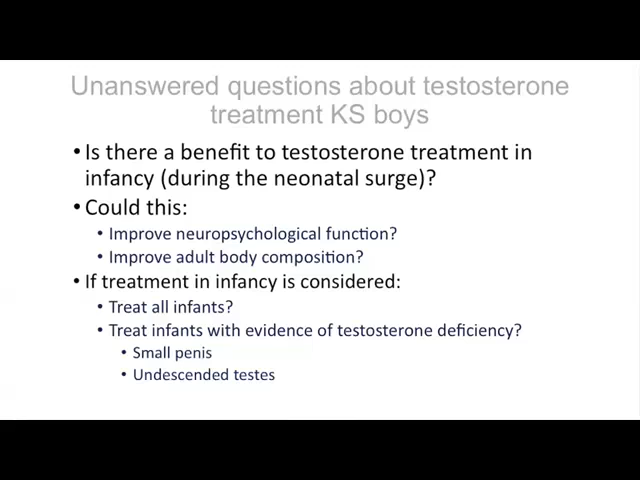 Unanswered questions about testosterone
treatment KS boys
• Is there a benefit to testosterone treatment in
infancy (during the neonatal surge)?
• Could this:
• Improve neuropsychological function?
• Improve adult body composition?
• If treatment in infancy is considered:
• Treat all infants?
• Treat infants with evidence of testosterone deficiency?
• Small penis
• Undescended testes